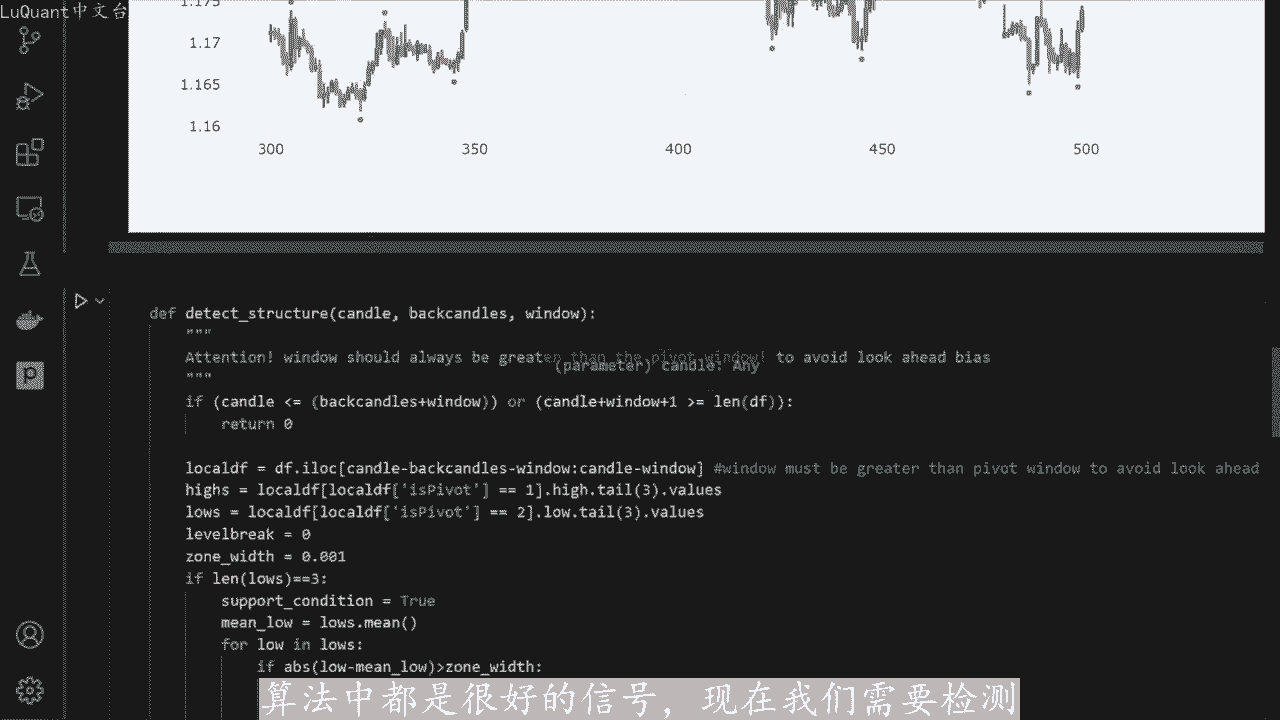 LuQuant中文台
1.175
1.17
1.165
1.16
300 350 400 450 500
def detect_structure(candle, backcandles, window):
"""
Attention! window should always be greater than the pivot window! to avoid look ahead bias
(parameter) candle: Any
"""
if (candle <= (backcandles+window)) or (candle+window+1 >= len(df)):
return 0
localdf = df.iloc[candle-backcandles-window:candle-window] #window must be greater than pivot window to avoid look ahead
highs = localdf[localdf['isPivot'] == 1].high.tail(3).values
lows = localdf[localdf['isPivot'] == 2].low.tail(3).values
levelbreak = 0
zone_width = 0.001
if len(lows)==3:
support_condition = True
mean_low = lows.mean()
for low in lows:
if abs(low-mean_low)>zone_width:
算法中都是很好的信号，现在我们需要检测